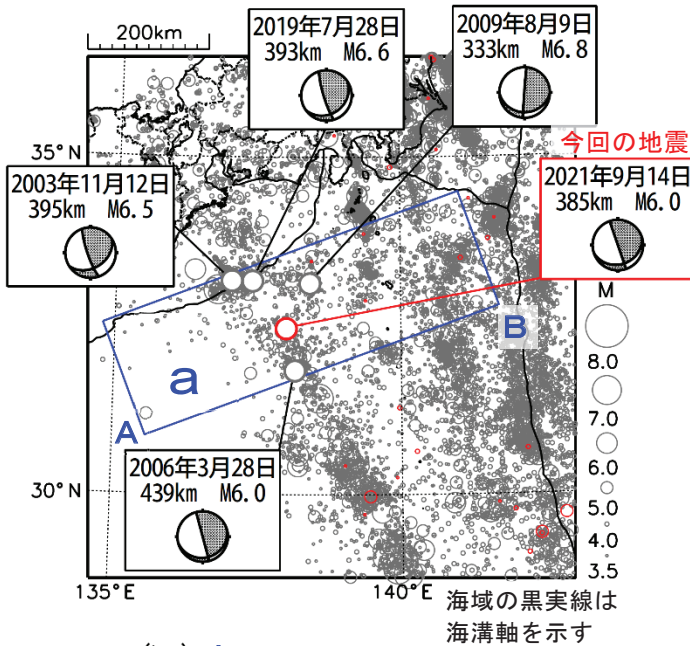 200km
2019年7月28日
393km M6.6
2009年8月9日
333km M6.8
35°N
今回の地震
2003年11月12日
395km M6.5
2021年9月14日
385km M6.0
M
B
a
A
8.0
7.0
6.0
5.0
4.0
3.5
2006年3月28日
439km M6.0
30°N
135°E
140°E
海域の黒実線は
海溝軸を示す